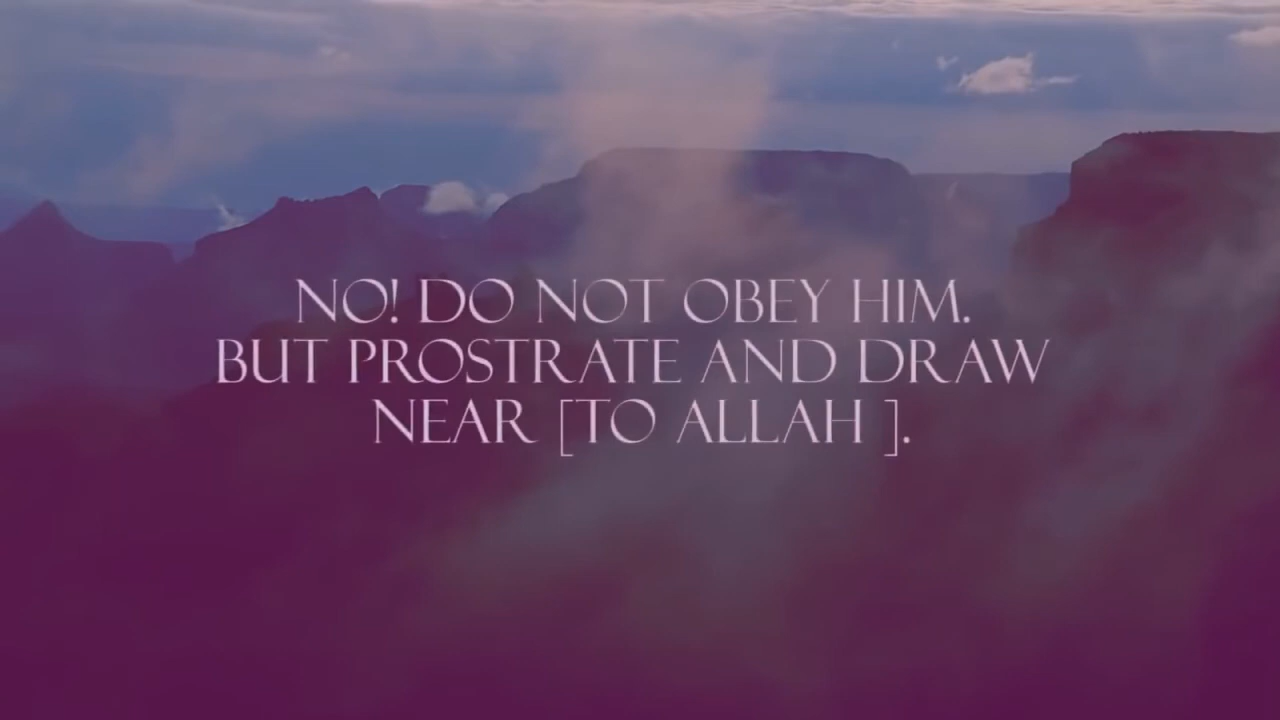 NO! DO NOT OBEY HIM.
BUT PROSTRATE AND DRAW
NEAR [TO ALLAH ].